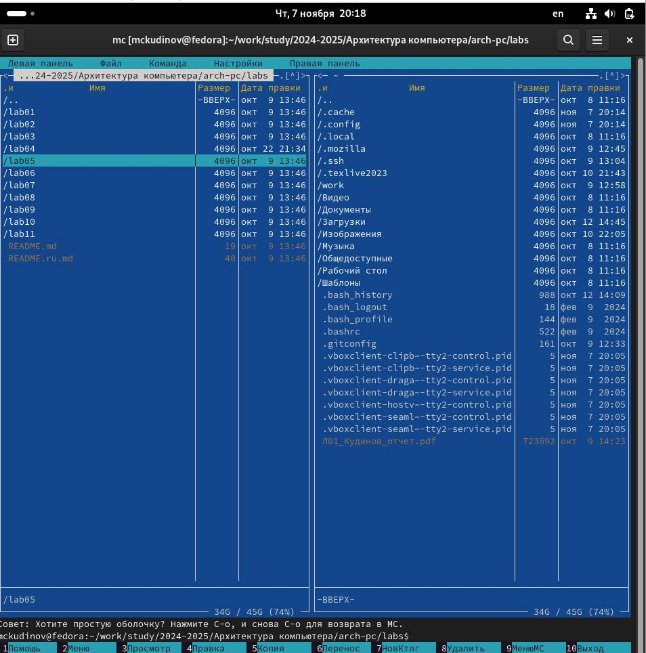 Чт, 7 ноября 20:18
en
mc [mckudinov@fedora]:~/work/study/2024-2025/Архитектура компьютера/arch-pc/labs
Левая панель Файл Команда Настройки Правая панель
<— ...24-2025/Архитектура компьютера/arch-pc/labs .[^]>
.и Имя Размер Дата правки
/.. -ВВЕРХ- окт 9 13:46
/lab01 4096 окт 9 13:46
/lab02 4096 окт 9 13:46
/lab03 4096 окт 9 13:46
/lab04 4096 окт 22 21:34
/lab05 4096 окт 9 13:46
/lab06 4096 окт 9 13:46
/lab07 4096 окт 9 13:46
/lab08 4096 окт 9 13:46
/lab09 4096 окт 9 13:46
/lab10 4096 окт 9 13:46
/lab11 4096 окт 9 13:46
README.md 19 окт 9 13:46
README.ru.md 40 окт 9 13:46
/lab05
34G / 45G (74%)
<— ~ .[^]>
.и Имя Размер Дата правки
/.. -ВВЕРХ- окт 8 11:16
/.cache 4096 ноя 7 20:14
/.config 4096 ноя 7 20:14
/.local 4096 окт 8 11:16
/.mozilla 4096 окт 9 12:45
/.ssh 4096 окт 9 13:04
/.texlive2023 4096 окт 10 21:43
/work 4096 окт 9 12:58
/Видео 4096 окт 8 11:16
/Документы 4096 окт 8 11:16
/Загрузки 4096 окт 12 14:45
/Изображения 4096 окт 10 22:05
/Музыка 4096 окт 8 11:16
/Общедоступные 4096 окт 8 11:16
/Рабочий стол 4096 окт 8 11:16
/Шаблоны 4096 окт 8 11:16
.bash_history 988 окт 12 14:09
.bash_logout 18 фев 9 2024
.bash_profile 144 фев 9 2024
.bashrc 522 фев 9 2024
.gitconfig 161 окт 9 12:33
.vboxclient-clipb~-tty2-control.pid 5 ноя 7 20:05
.vboxclient-clipb~-tty2-service.pid 5 ноя 7 20:05
.vboxclient-draga~-tty2-control.pid 5 ноя 7 20:05
.vboxclient-draga~-tty2-service.pid 5 ноя 7 20:05
.vboxclient-hostv~-tty2-control.pid 5 ноя 7 20:05
.vboxclient-seaml~-tty2-control.pid 5 ноя 7 20:05
.vboxclient-seaml~-tty2-service.pid 5 ноя 7 20:05
Л01_Кудинов_отчет.pdf 723692 окт 9 14:23
-ВВЕРХ-
34G / 45G (74%)
Совет: Хотите простую оболочку? Нажмите C-o, и снова C-o для возврата в MC.
mckudinov@fedora:~/work/study/2024-2025/Архитектура компьютера/arch-pc/labs$
1Помощь 2Меню 3Просмотр 4Правка 5Копия 6Перенос 7НовКтлг 8Удалить 9МенюMC 10Выход